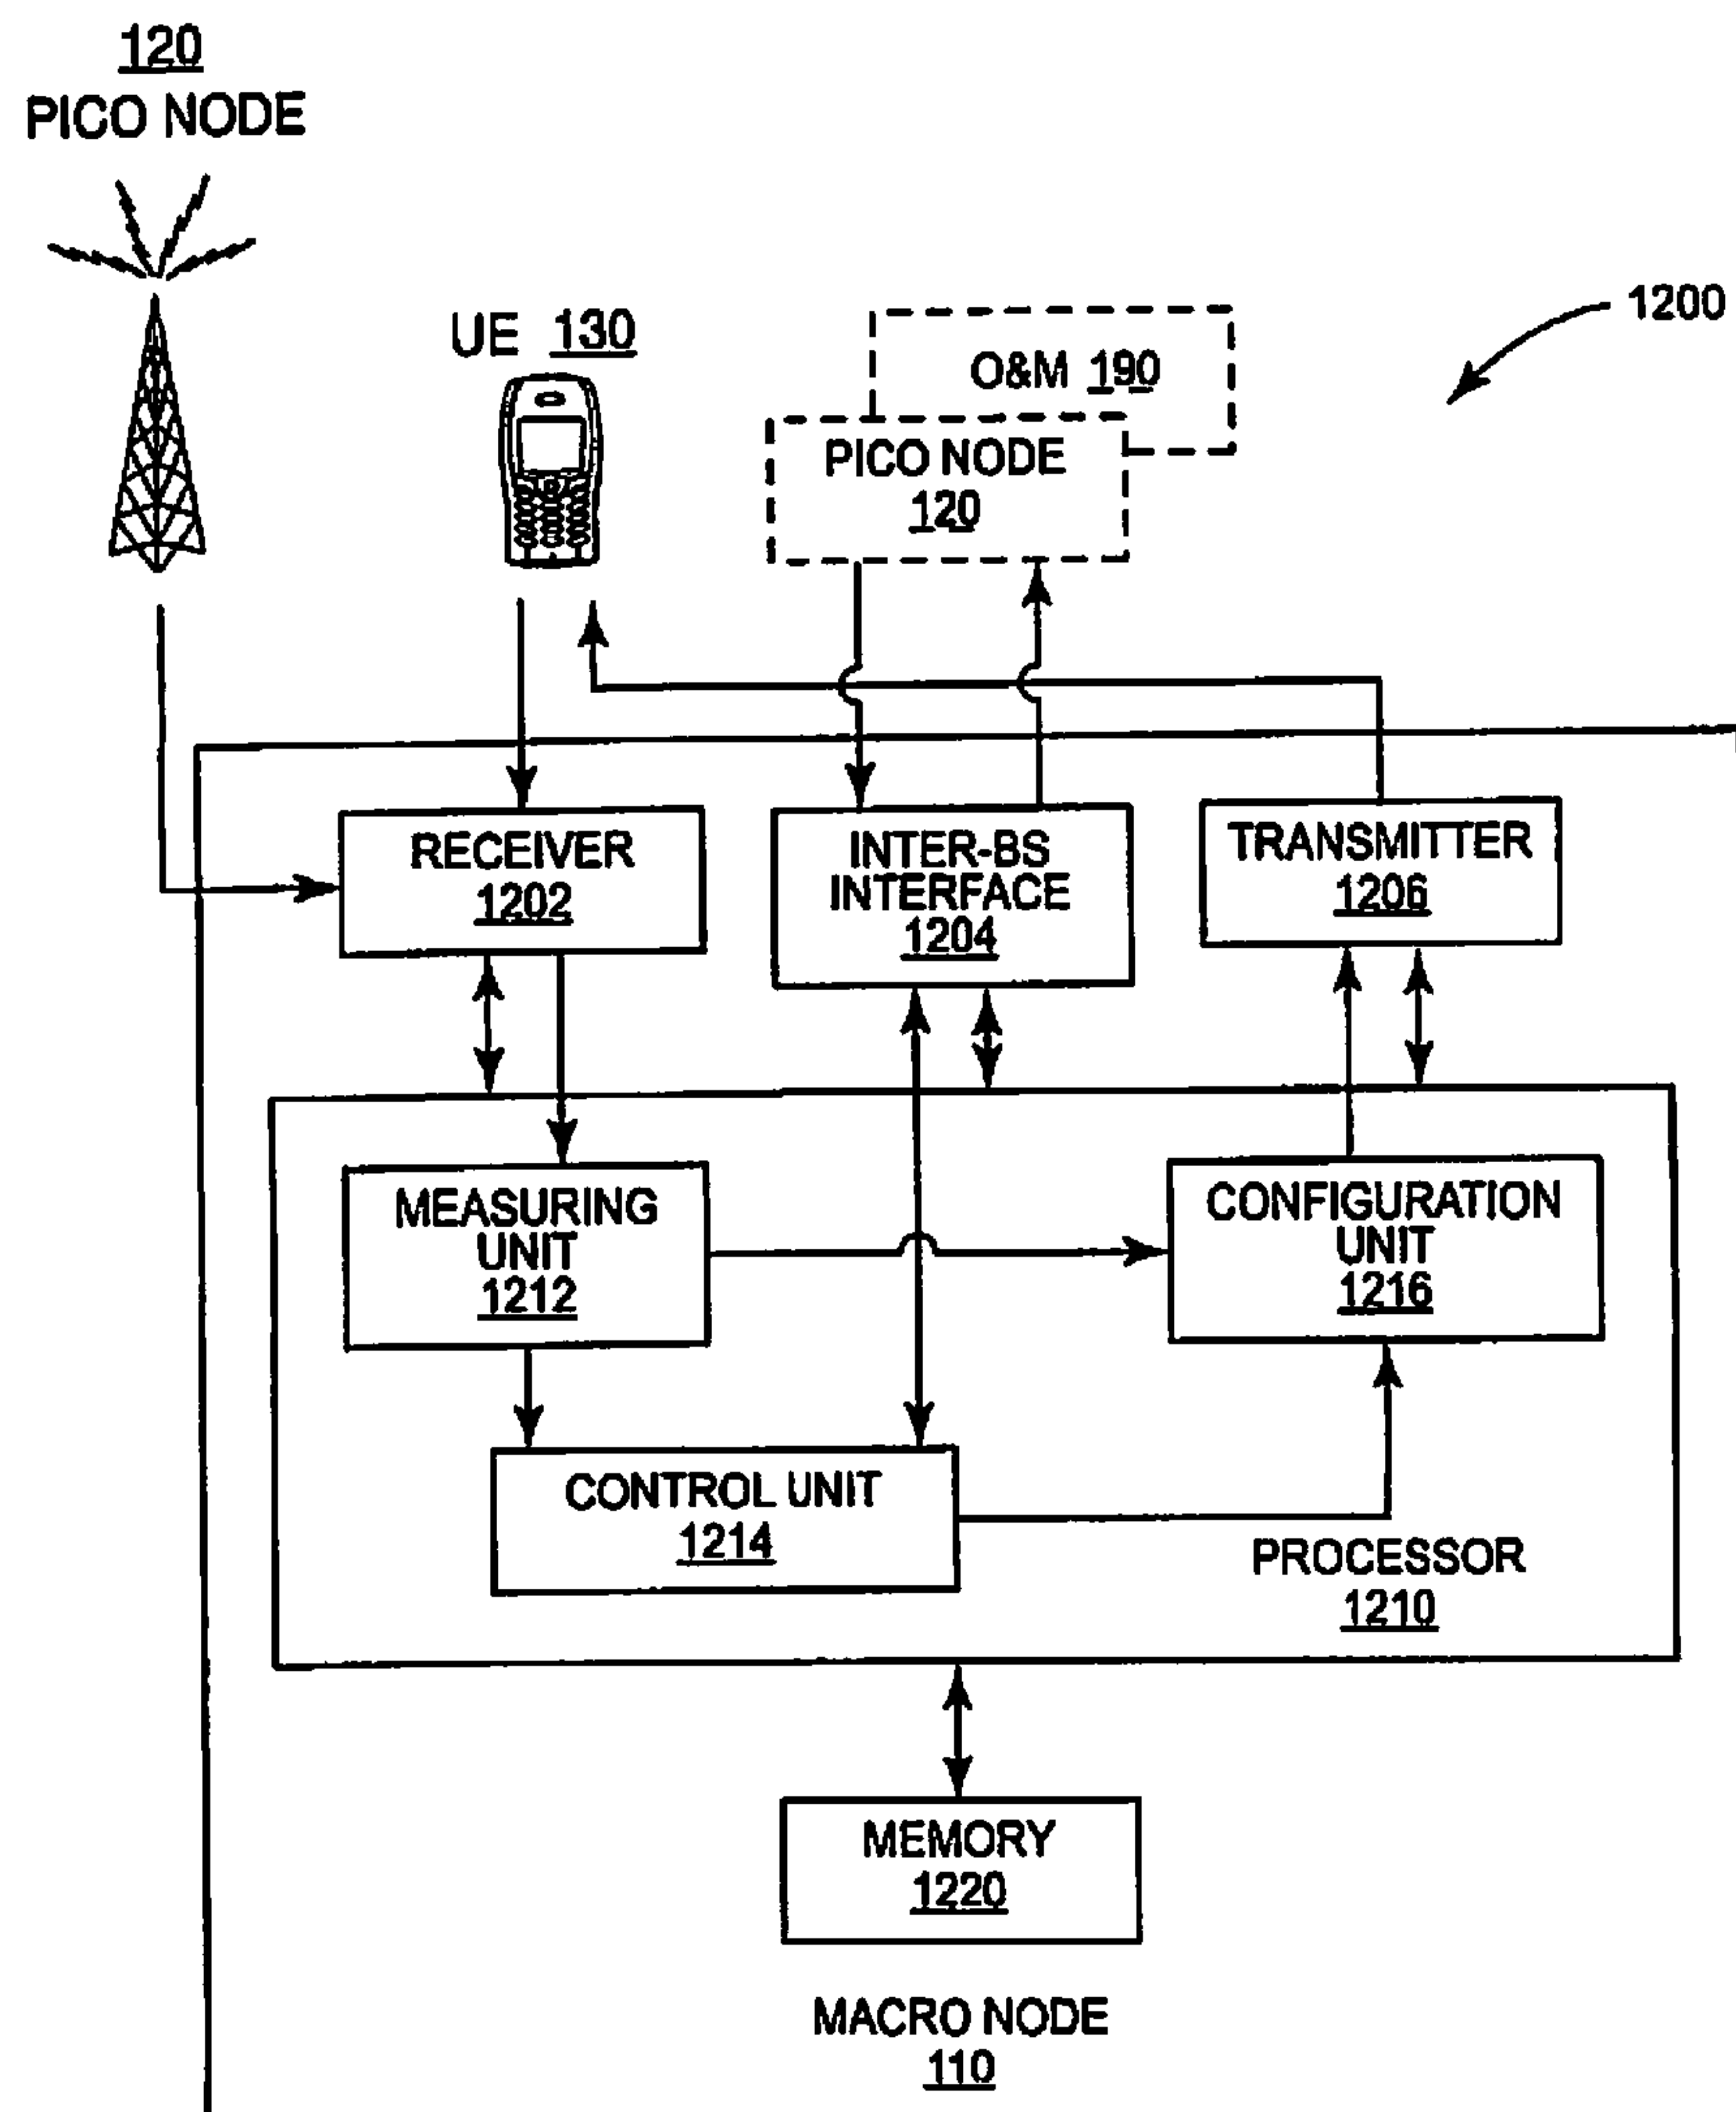 120
PICO NODE
UE 130
1200
O&M 190
PICO NODE
120
RECEIVER
1202
INTER-BS
INTERFACE
1204
TRANSMITTER
1206
MEASURING
UNIT
1212
CONFIGURATION
UNIT
1216
CONTROL UNIT
1214
PROCESSOR
1210
MEMORY
1220
MACRO NODE
110